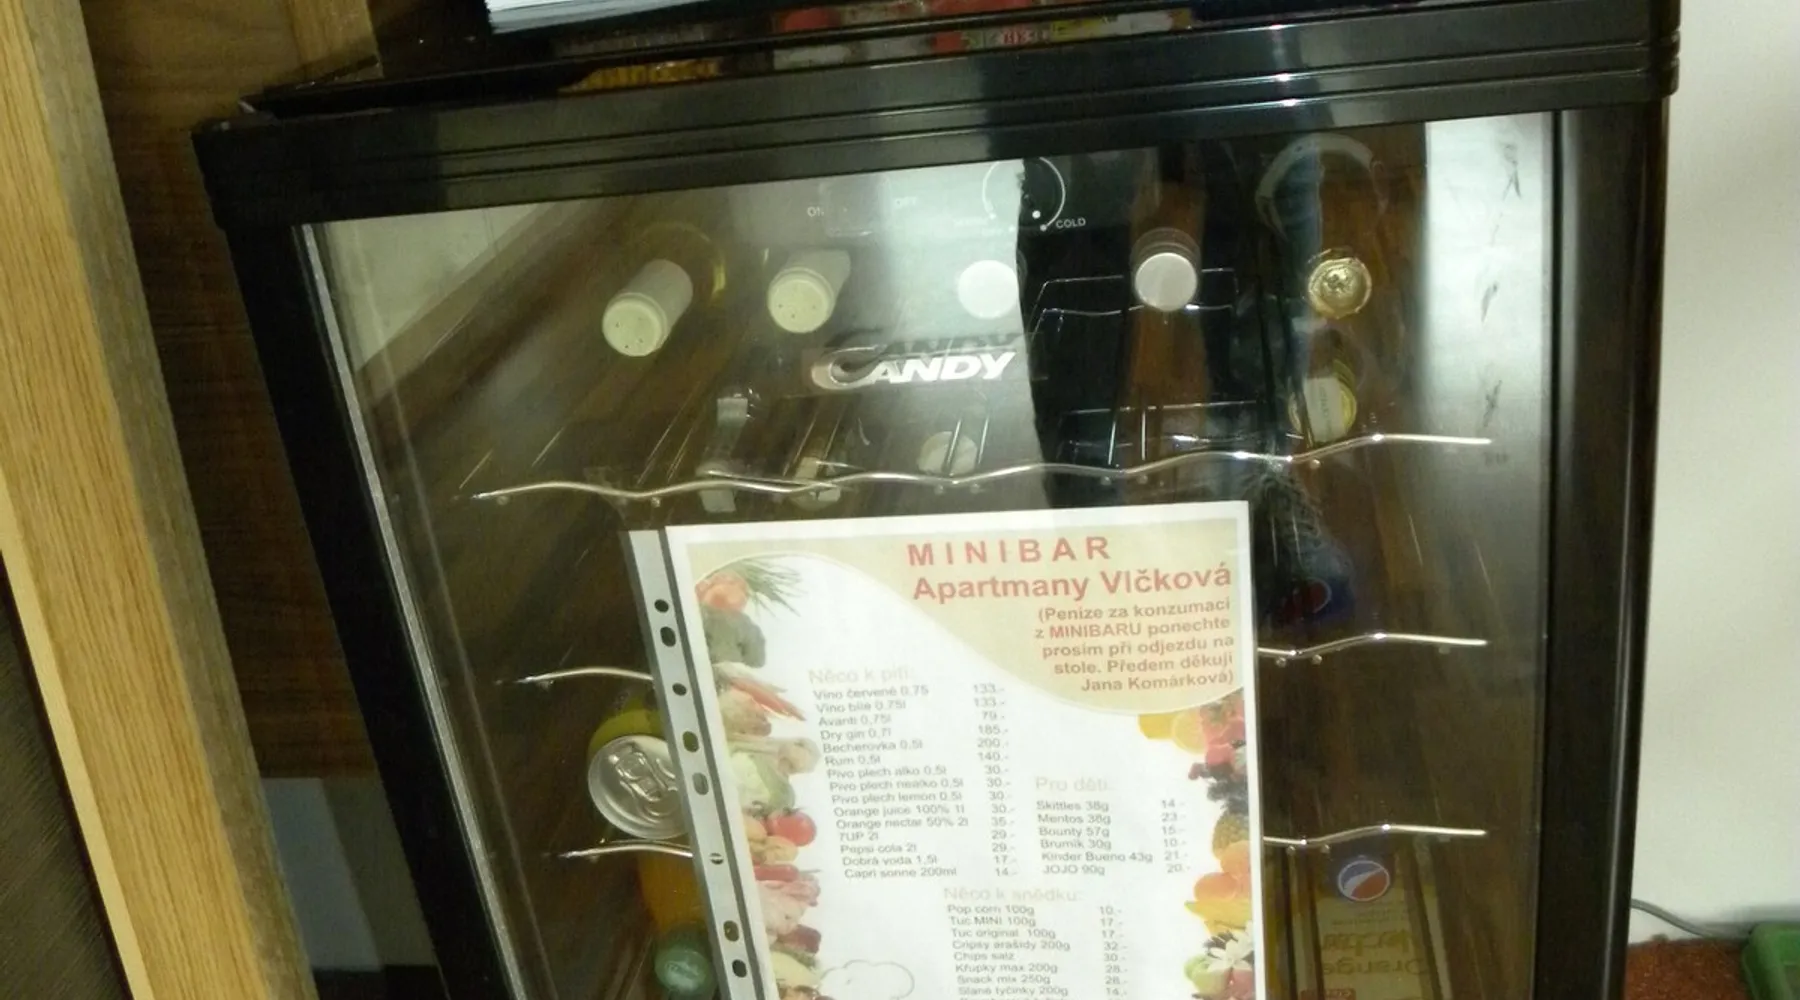 COLD
CANDY
MINIBAR
Apartmany Vlčková
(Peníze za konzumaci
z MINIBARU ponechte
prosím při odjezdu na
stole. Předem děkuji
Jana Komárková)
Něco k pití:
Víno červené 0,75 133.-
Víno bílé 0,75l 133.-
Avanti 0,75l 79.-
Dry gin 0,7l 185.-
Becherovka 0,5l 200.-
Rum 0,5l 140.-
Pivo plech alko 0,5l 30.-
Pivo plech nealko 0,5l 30.-
Pivo plech lemon 0,5l 30.-
Orange juice 100% 1l 30.-
Orange nectar 50% 2l 35.-
7UP 2l 29.-
Pepsi cola 2l 29.-
Dobrá voda 1,5l 17.-
Capri sonne 200ml 14.-
Pro děti:
Skittles 38g 14.-
Mentos 38g 23.-
Bounty 57g 15.-
Brumík 30g 10.-
Kinder Bueno 43g 21.-
JOJO 90g 20.-
Něco k snědku:
Pop corn 100g 10.-
Tuc MINI 100g 17.-
Tuc original 100g 17.-
Cripsy arašídy 200g 32.-
Chips salz 30.-
Křupky max 200g 28.-
Snack mix 250g 28.-
Slané tyčinky 200g 14.-